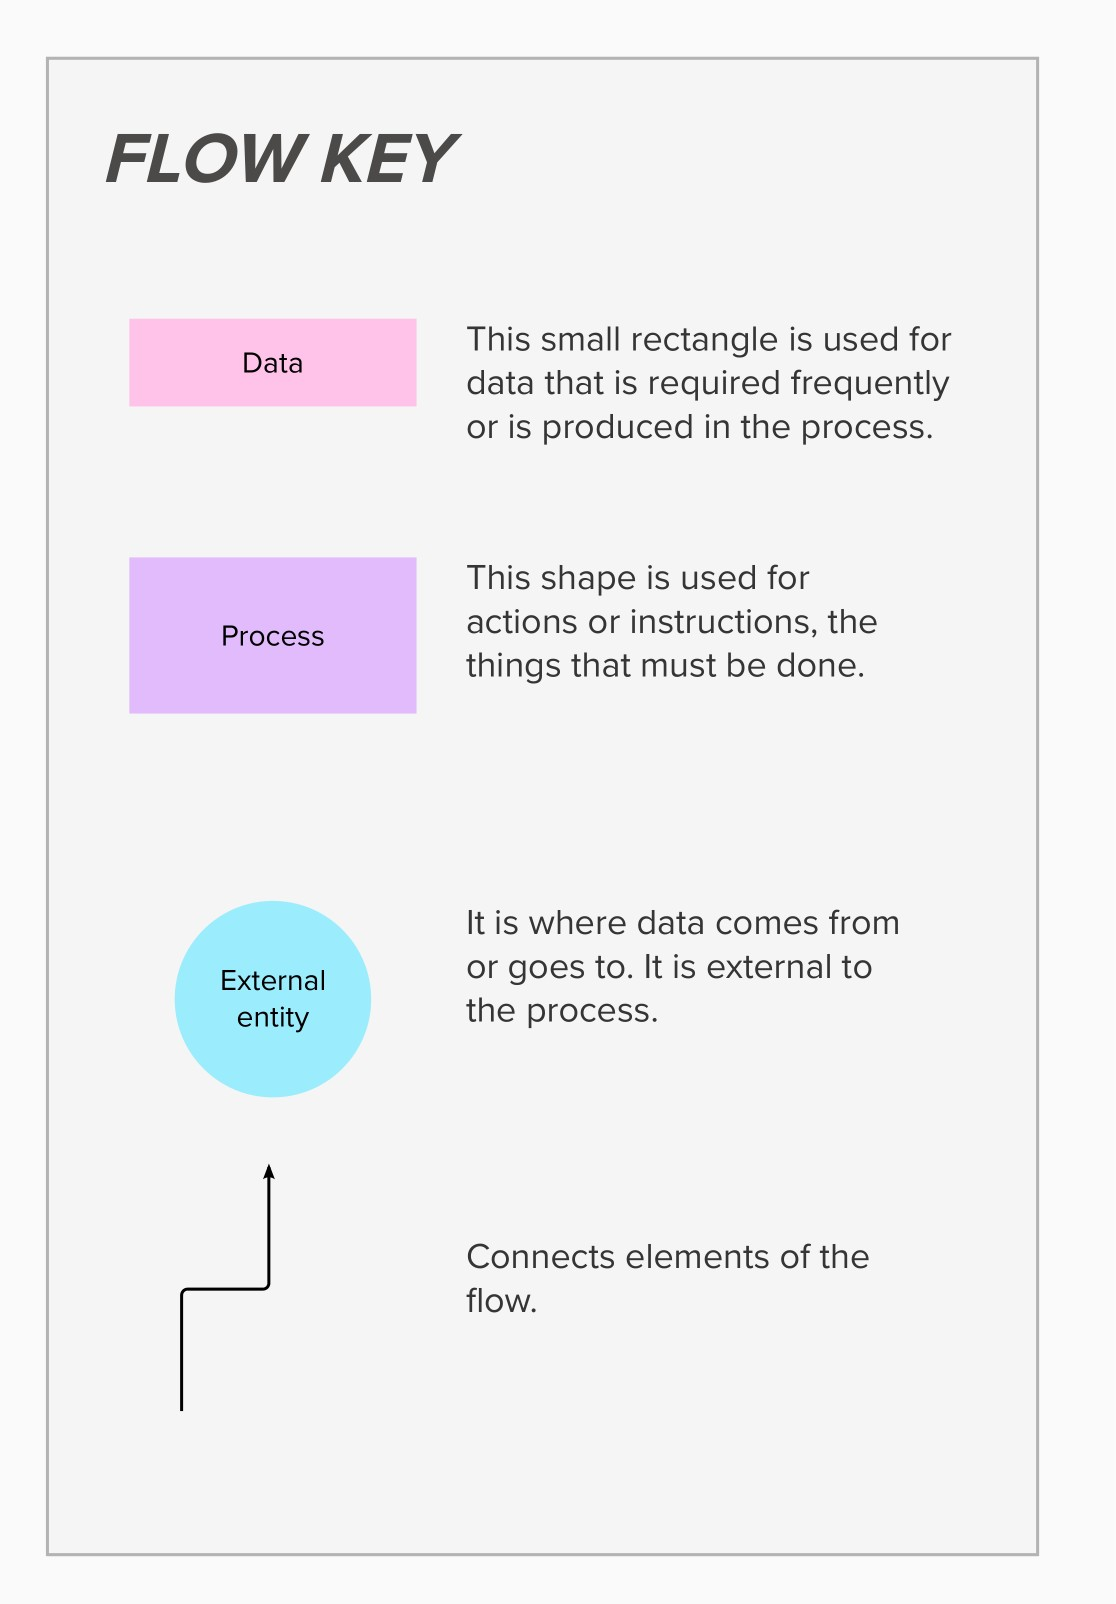 FLOW KEY
Data
This small rectangle is used for
data that is required frequently
or is produced in the process.
Process
This shape is used for
actions or instructions, the
things that must be done.
External
entity
It is where data comes from
or goes to. It is external to
the process.
Connects elements of the
flow.